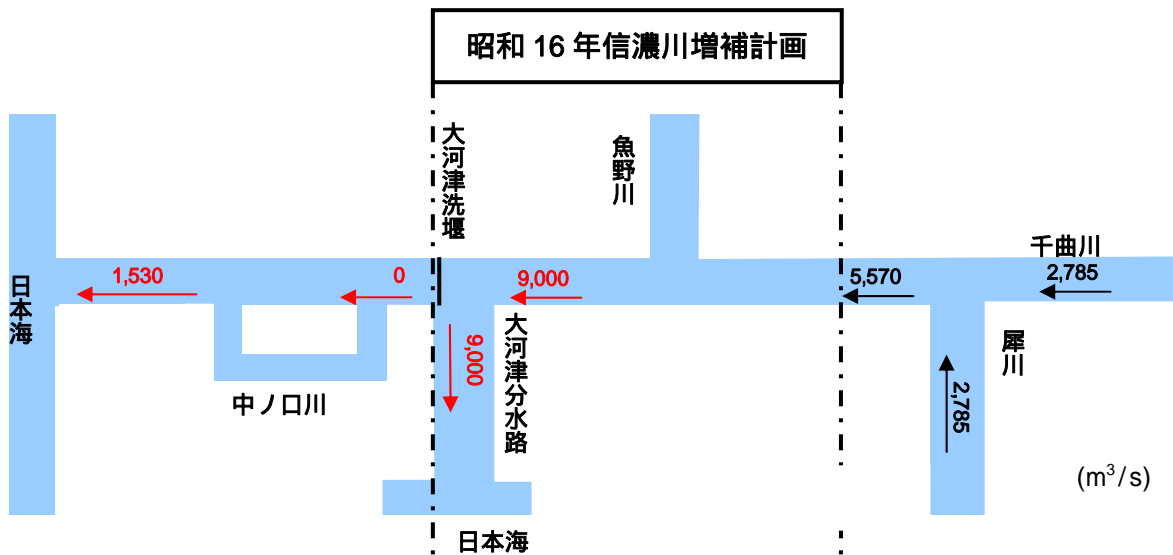 昭和 16 年信濃川増補計画
大河津洗堰
魚野川
千曲川
1,530
0
9,000
5,570
2,785
日本海
9,000
大河津分水路
犀川
2,785
中ノ口川
(m³/s)
日本海